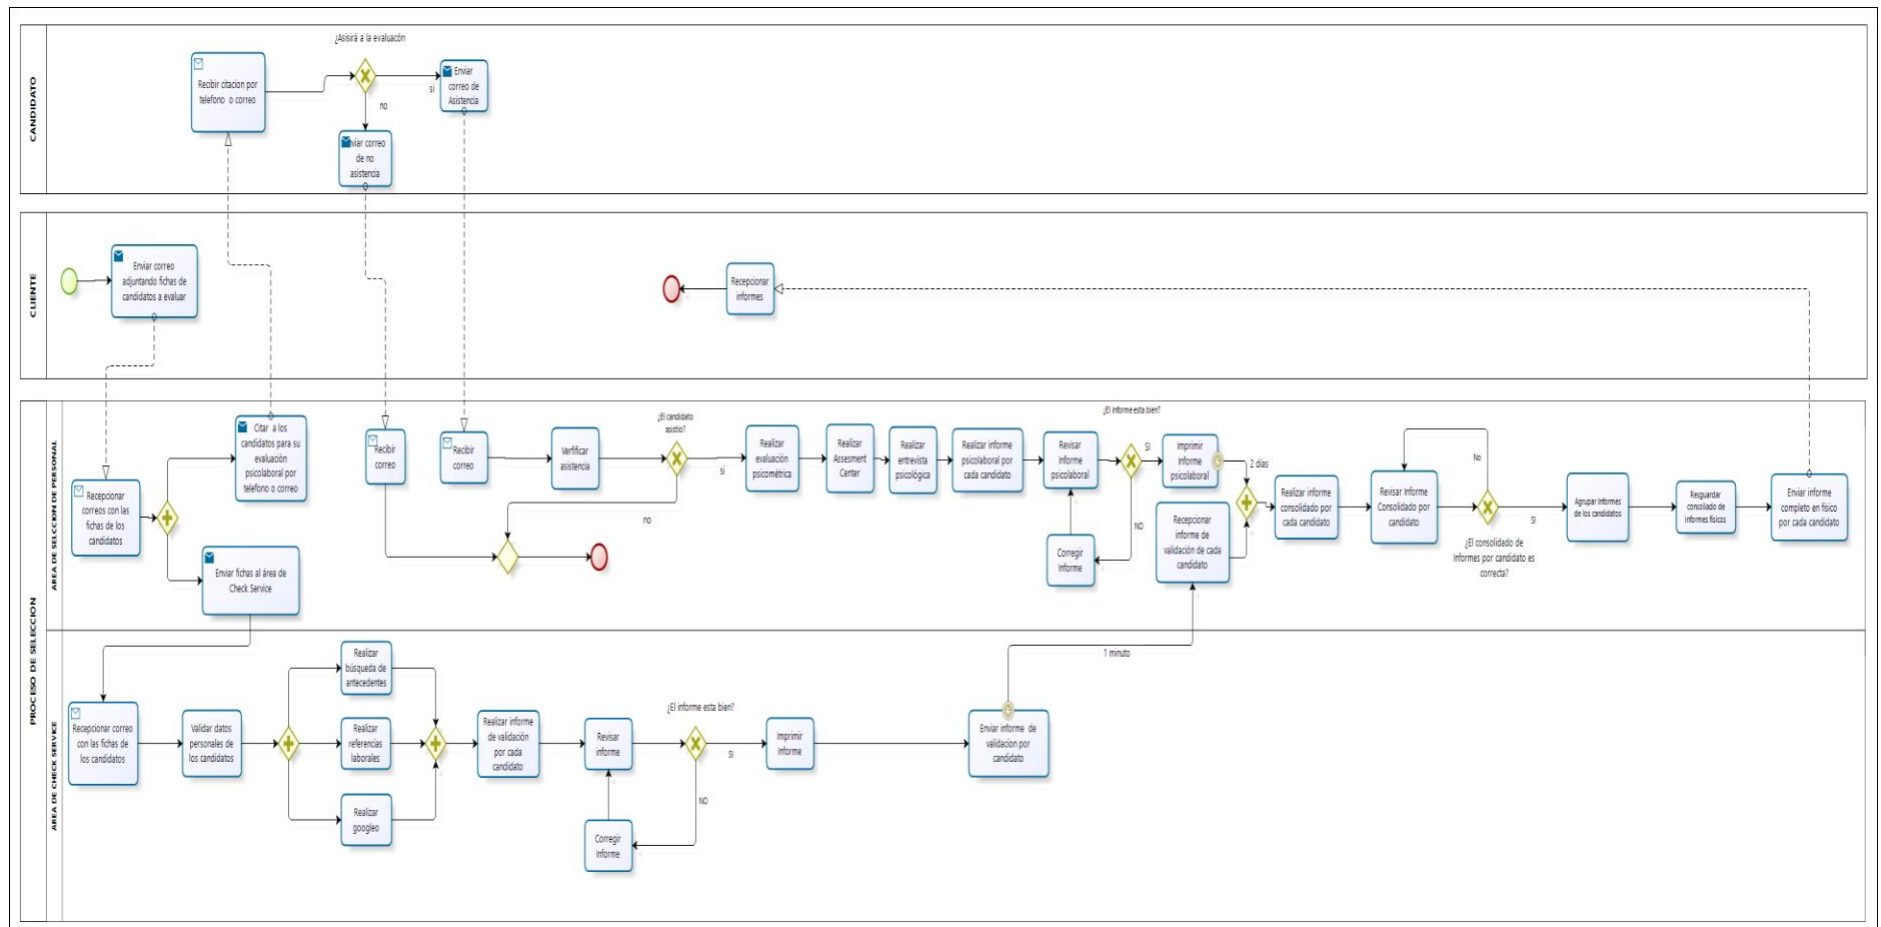 CANDIDATO
¿Asisirá a la evaluacón
Recibir citacion por
telefono o correo
si
no
Enviar
correo de
Asistencia
viar correo
de no
asistencia
CLIENTE
Enviar correo
adjuntando fichas de
candidatos a evaluar
Recepcionar
informes
PROCESO DE SELECCION
AREA DE SELECCION DE PERSONAL
Recepcionar
correos con las
fichas de los
candidatos
Citar a los
candidatos para su
evaluación
psicolaboral por
telefono o correo
Enviar fichas al área de
Check Service
Recibir
correo
Recibir
correo
Verfificar
asistencia
¿El candidato
asistio?
si
no
Realizar
evaluación
psicométrica
Realizar
Assesment
Center
Realizar
entrevista
psicológica
Realizar informe
psicolaboral por
cada candidato
Revisar
Informe
psicolaboral
¿El informe esta bien?
SI
NO
Corregir
Informe
Imprimir
Informe
psicolaboral
2 días
Recepcionar
informe de
validación de cada
candidato
Realizar informe
consolidado por
cada candidato
Revisar Informe
Consolidado por
candidato
No
SI
¿El consolidado de
Informes por candidato es
correcta?
Agrupar Informes
de los candidatos
Resguardar
consoliado de
informes físicos
Enviar informe
completo en físico
por cada candidato
AREA DE CHECK SERVICE
Recepcionar correo
con las fichas de
los candidatos
Validar datos
personales de
los candidatos
Realizar
búsqueda de
antecedentes
Realizar
referencias
laborales
Realizar
googleo
Realizar informe
de validación
por cada
candidato
Revisar
informe
¿El informe esta bien?
SI
NO
Corregir
Informe
Imprimir
Informe
Enviar informe de
validacion por
candidato
1 minuto